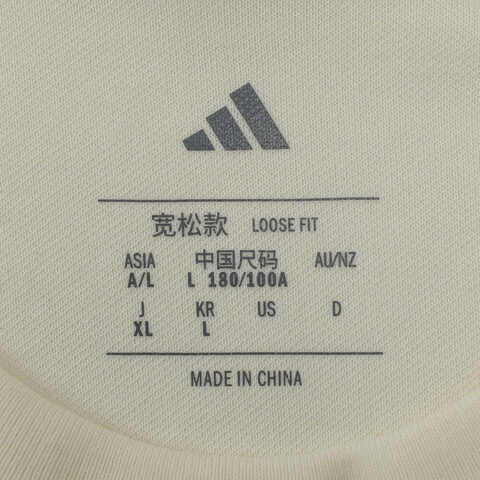 宽松款 LOOSE FIT
ASIA 中国尺码 AU/NZ
A/L L 180/100A
J KR US D
XL L
MADE IN CHINA